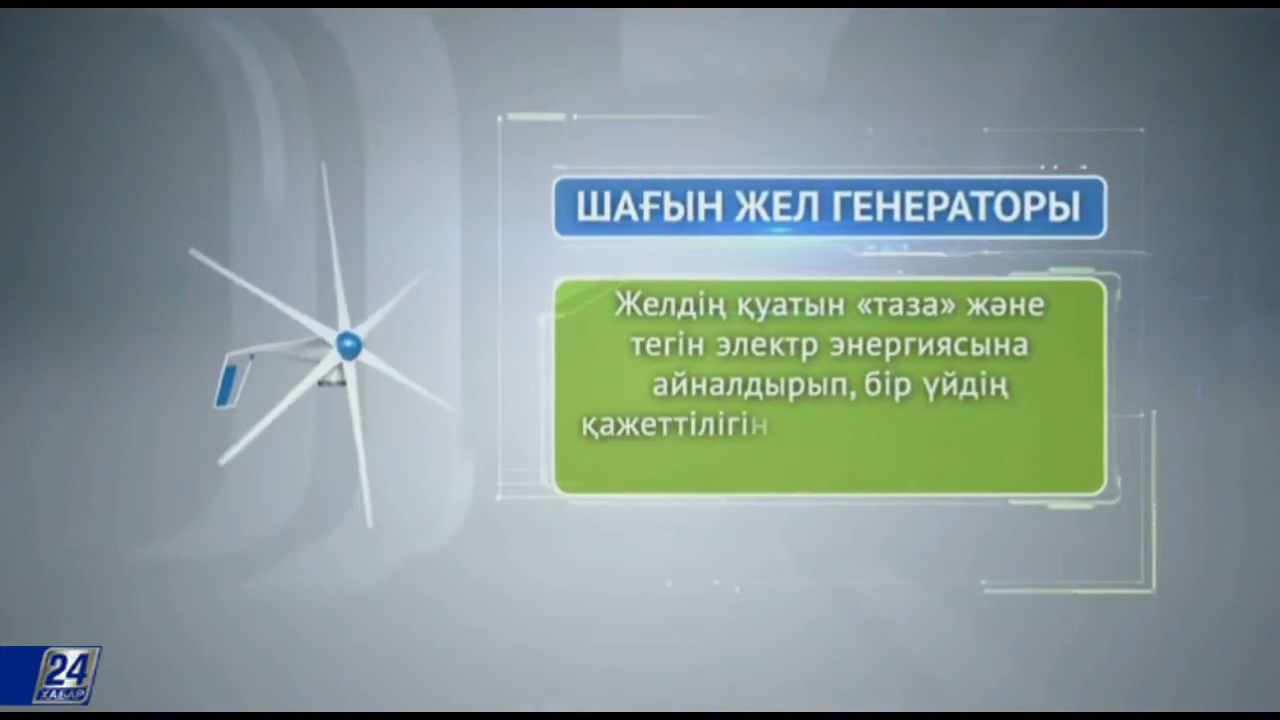 ШАҒЫН ЖЕЛ ГЕНЕРАТОРЫ
Желдің қуатын «таза» және
тегін электр энергиясына
айналдырып, бір үйдің
қажеттілігін
24
ХАБАР